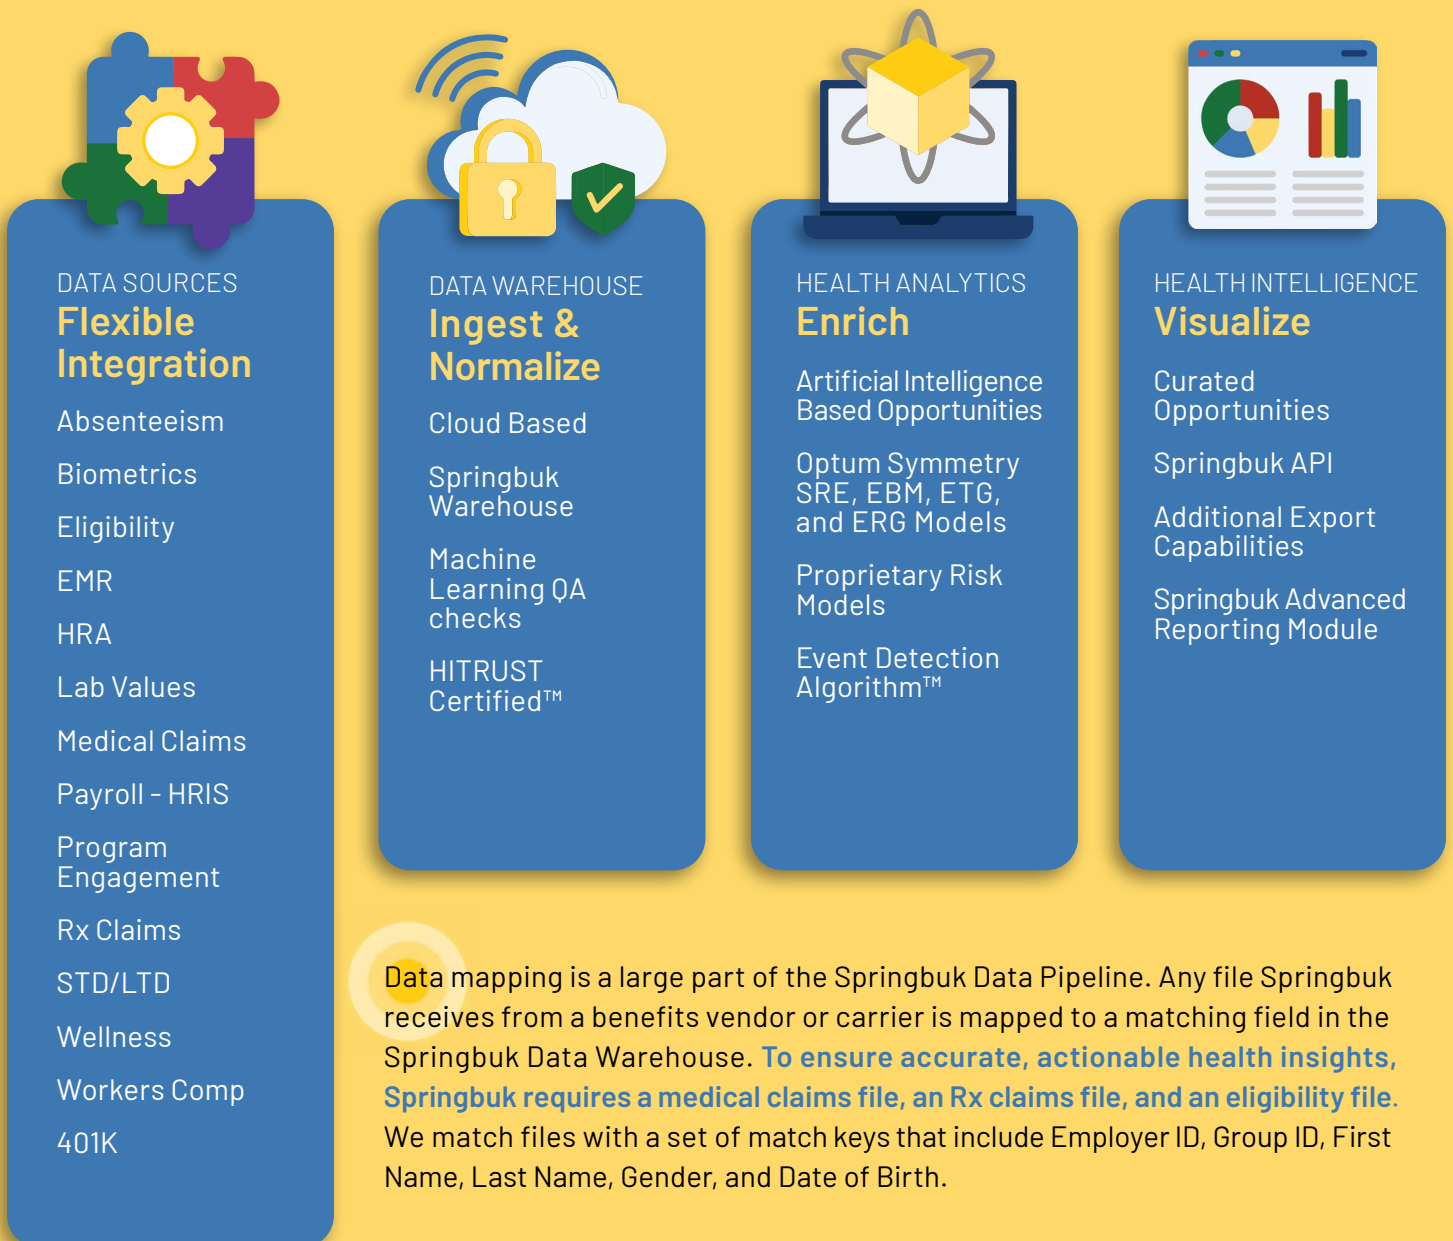 DATA SOURCES
Flexible
Integration
Absenteeism
Biometrics
Eligibility
EMR
HRA
Lab Values
Medical Claims
Payroll - HRIS
Program
Engagement
Rx Claims
STD/LTD
Wellness
Workers Comp
401K
DATA WAREHOUSE
Ingest &
Normalize
Cloud Based
Springbuk
Warehouse
Machine
Learning QA
checks
HITRUST
Certified™
HEALTH ANALYTICS
Enrich
Artificial Intelligence
Based Opportunities
Optum Symmetry
SRE, EBM, ETG,
and ERG Models
Proprietary Risk
Models
Event Detection
Algorithm™
HEALTH INTELLIGENCE
Visualize
Curated
Opportunities
Springbuk API
Additional Export
Capabilities
Springbuk Advanced
Reporting Module
Data mapping is a large part of the Springbuk Data Pipeline. Any file Springbuk
receives from a benefits vendor or carrier is mapped to a matching field in the
Springbuk Data Warehouse. To ensure accurate, actionable health insights,
Springbuk requires a medical claims file, an Rx claims file, and an eligibility file.
We match files with a set of match keys that include Employer ID, Group ID, First
Name, Last Name, Gender, and Date of Birth.